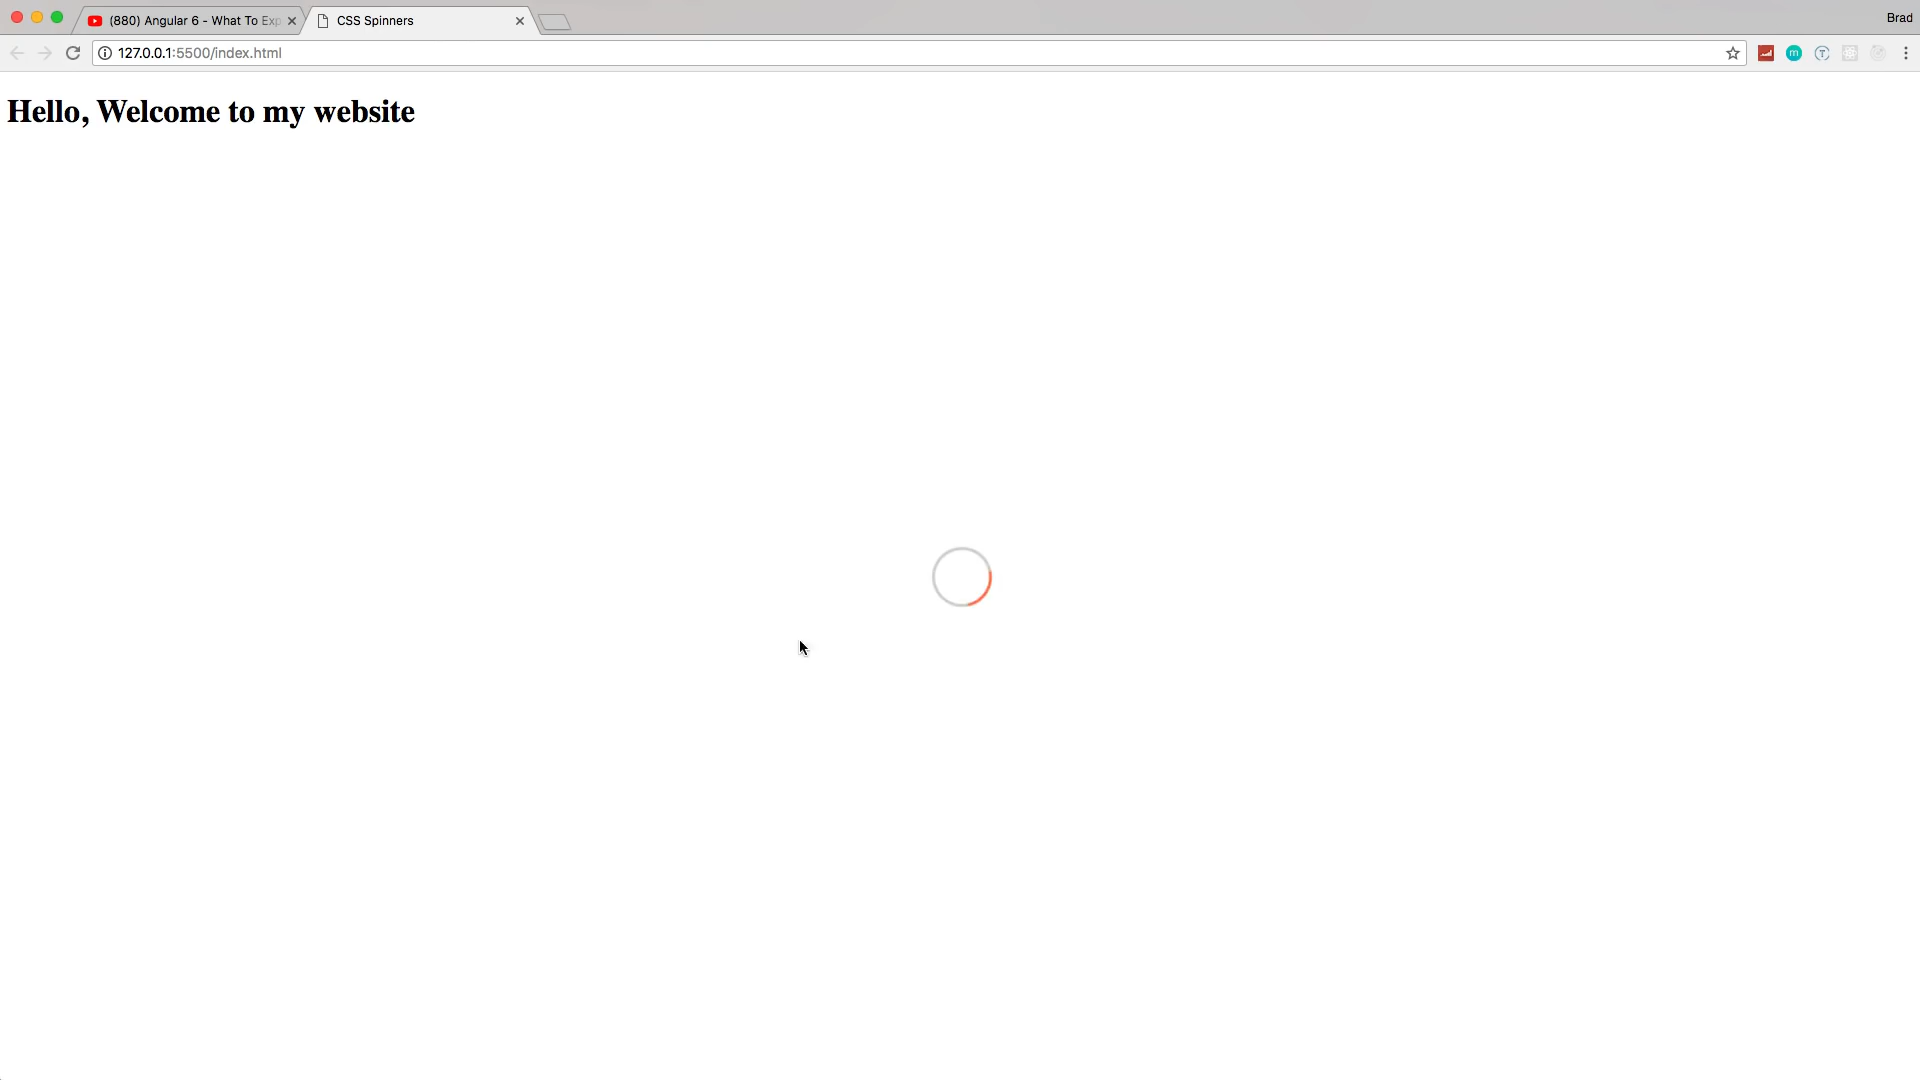 (880) Angular 6 - What To Exp
CSS Spinners
Brad
127.0.0.1:5500/index.html
Hello, Welcome to my website